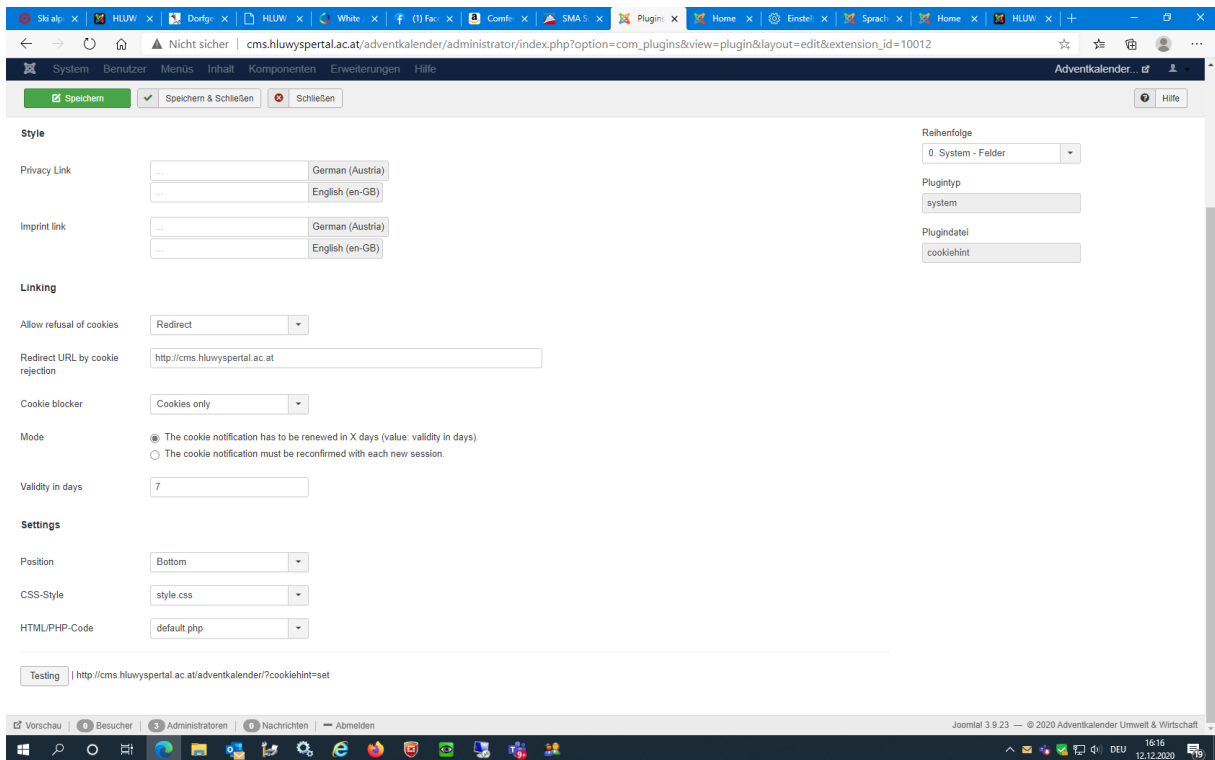 Ski alpi
HLUW
Dorfge
HLUW
White
(1) Fac
Comfe
SMA S
Plugins
Home
Einstel
Sprach
Home
HLUW
Nicht sicher | cms.hluwyspertal.ac.at/adventkalender/administrator/index.php?option=com_plugins&view=plugin&layout=edit&extension_id=10012
System Benutzer Menüs Inhalt Komponenten Erweiterungen Hilfe Adventkalender...
Speichern Speichern & Schließen Schließen Hilfe
Style
Privacy Link
... German (Austria)
... English (en-GB)
Imprint link
... German (Austria)
... English (en-GB)
Linking
Allow refusal of cookies Redirect
Redirect URL by cookie rejection http://cms.hluwyspertal.ac.at
Cookie blocker Cookies only
Mode The cookie notification has to be renewed in X days (value: validity in days).
The cookie notification must be reconfirmed with each new session.
Validity in days 7
Settings
Position Bottom
CSS-Style style.css
HTML/PHP-Code default.php
Testing | http://cms.hluwyspertal.ac.at/adventkalender/?cookiehint=set
Reihenfolge
0. System - Felder
Plugintyp
system
Plugindatei
cookiehint
Vorschau 0 Besucher 3 Administratoren 0 Nachrichten Abmelden Joomla! 3.9.23 — © 2020 Adventkalender Umwelt & Wirtschaft
9+ DEU 16:16
12.12.2020 19